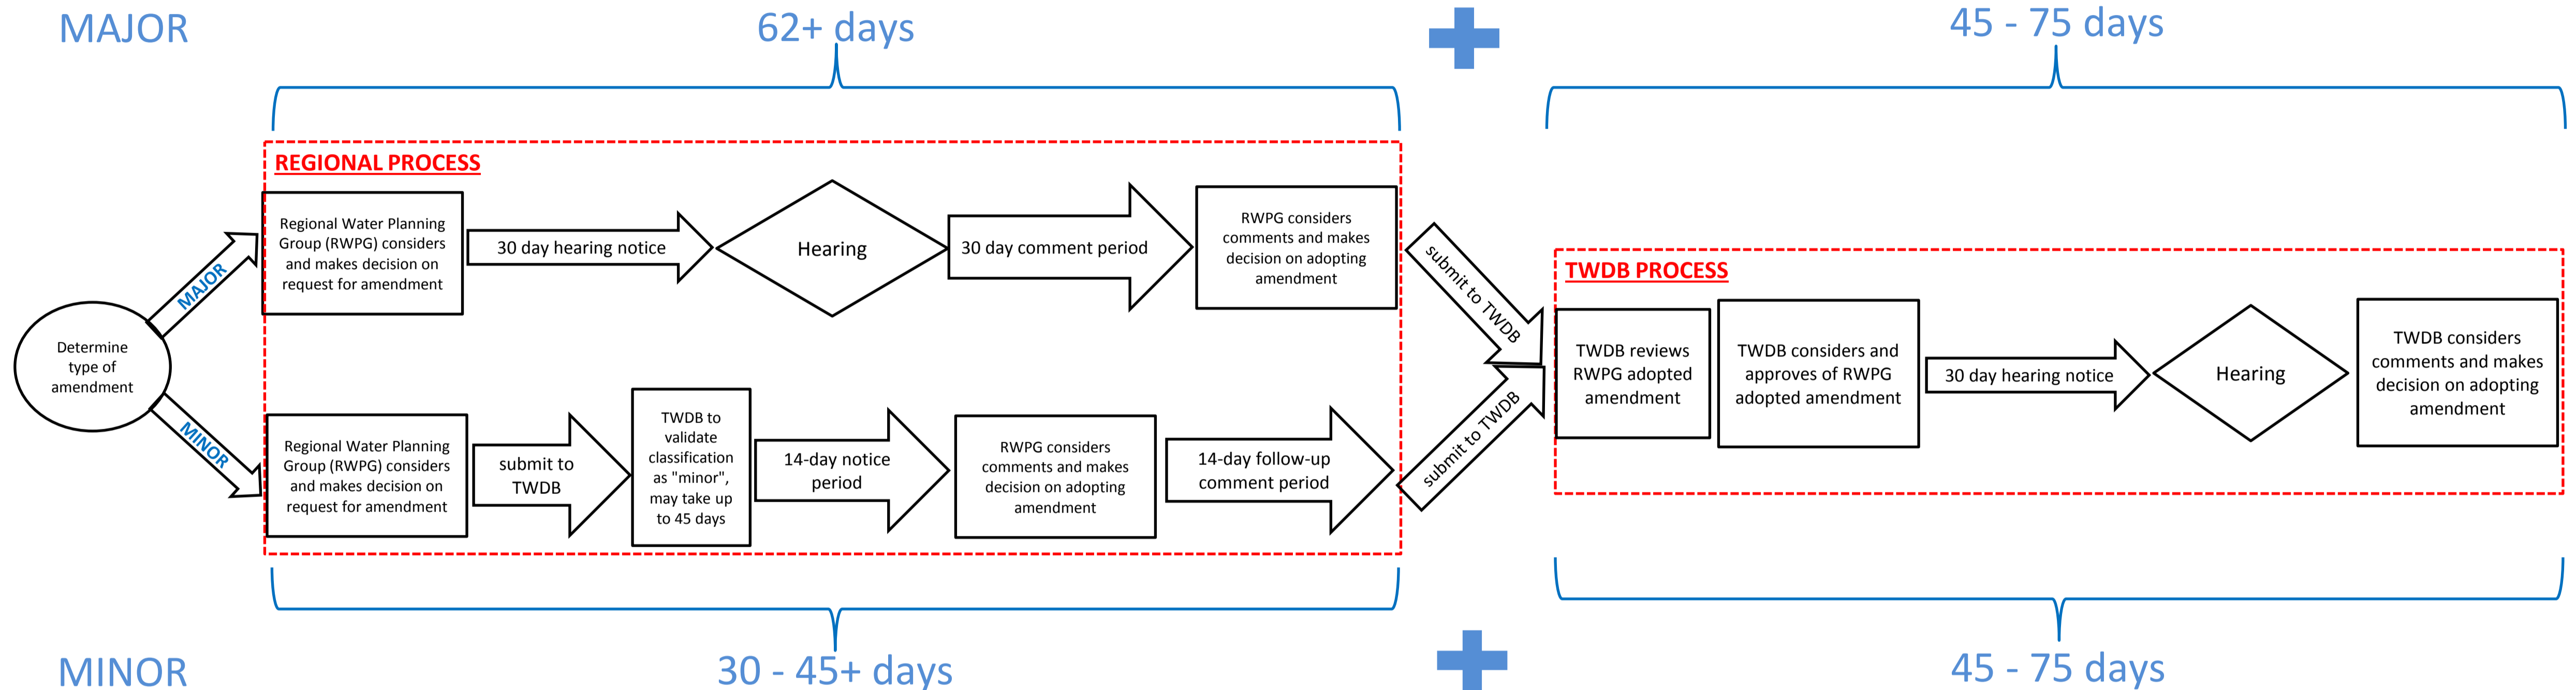 MAJOR
62+ days
45 - 75 days
REGIONAL PROCESS
Regional Water Planning
Group (RWPG) considers
and makes decision on
request for amendment
30 day hearing notice
Hearing
30 day comment period
RWPG considers
comments and makes
decision on adopting
amendment
submit to TWDB
MAJOR
Determine
type of
amendment
MINOR
Regional Water Planning
Group (RWPG) considers
and makes decision on
request for amendment
submit to
TWDB
TWDB to
validate
classification
as "minor",
may take up
to 45 days
14-day notice
period
RWPG considers
comments and makes
decision on adopting
amendment
14-day follow-up
comment period
submit to TWDB
TWDB PROCESS
TWDB reviews
RWPG adopted
amendment
TWDB considers and
approves of RWPG
adopted amendment
30 day hearing notice
Hearing
TWDB considers
comments and makes
decision on adopting
amendment
MINOR
30 - 45+ days
45 - 75 days